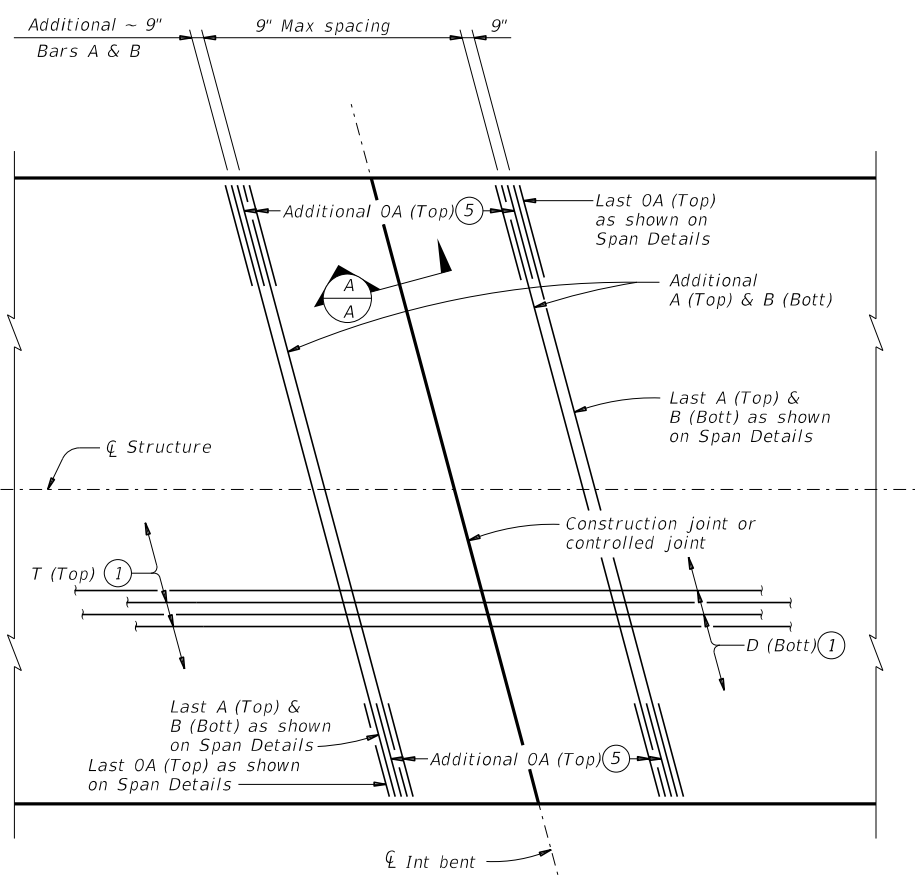 Additional ~ 9"
Bars A & B
9" Max spacing
9"
Additional OA (Top) 5
Last OA (Top)
as shown on
Span Details
A
A
Additional
A (Top) & B (Bott)
Last A (Top) &
B (Bott) as shown
on Span Details
℄ Structure
Construction joint or
controlled joint
T (Top) 1
D (Bott) 1
Last A (Top) &
B (Bott) as shown
on Span Details
Last OA (Top) as shown
on Span Details
Additional OA (Top) 5
℄ Int bent